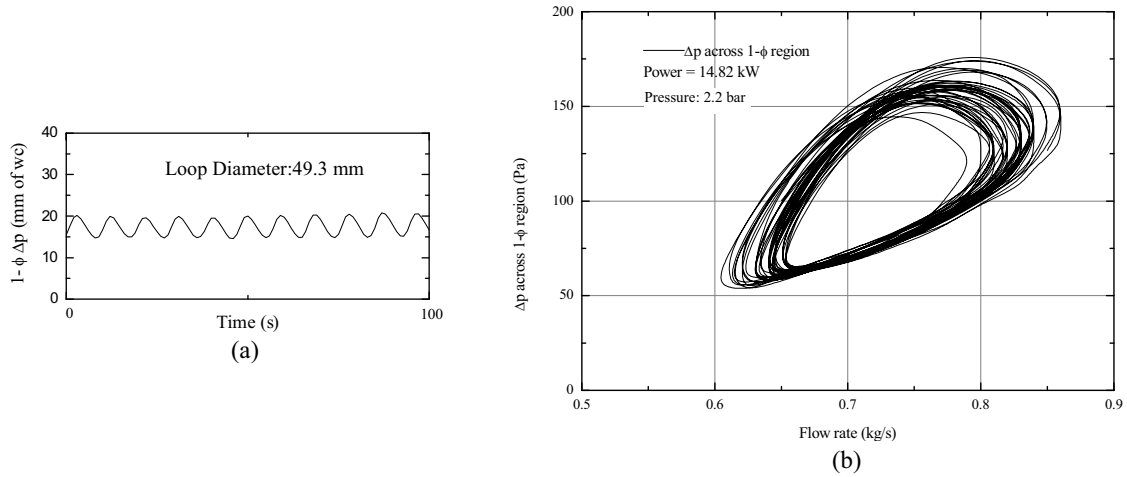 40
30
20
10
0
1- ϕ Δp (mm of wc)
Loop Diameter:49.3 mm
0
100
Time (s)
(a)
200
150
100
50
0
Δp across 1-ϕ region (Pa)
Δp across 1-ϕ region
Power = 14.82 kW
Pressure: 2.2 bar
0.5
0.6
0.7
0.8
0.9
Flow rate (kg/s)
(b)